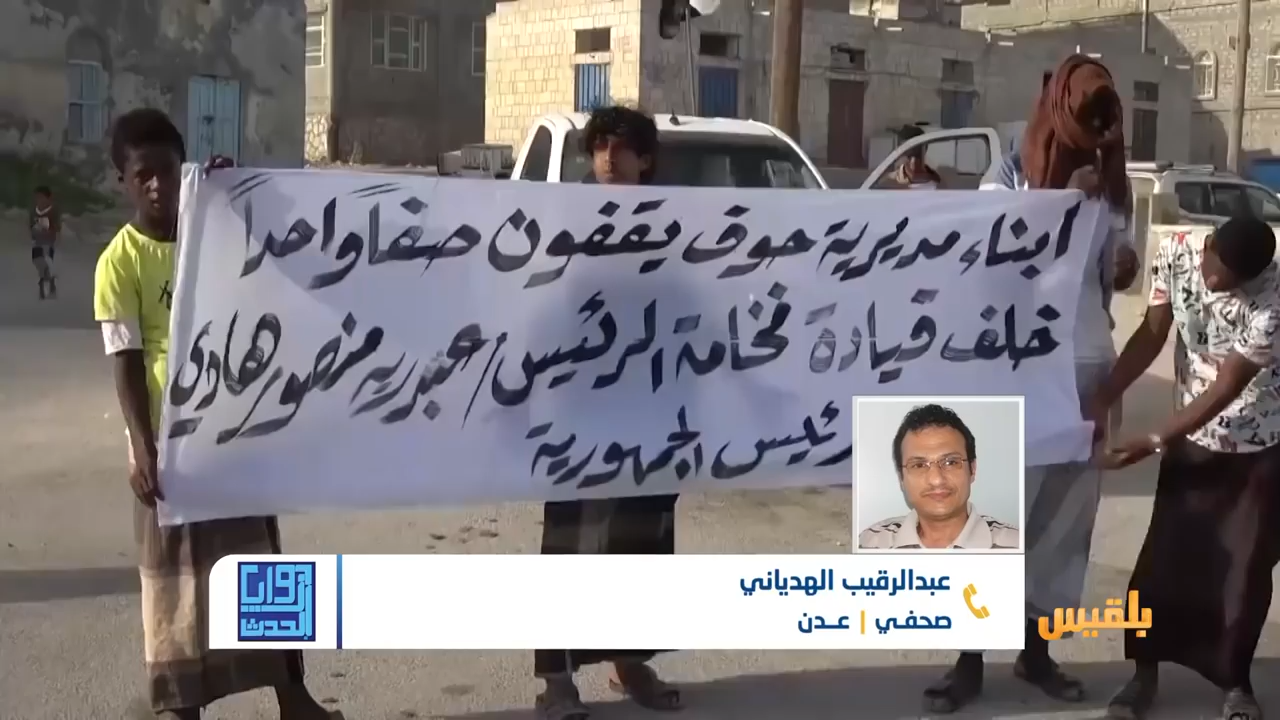 ابناء مديرية حوف يقفون صفاً واحداً
خلف قيادة فخامة الرئيس/عبدربه منصور هادي
رئيس الجمهورية
عبدالرقيب الهدياني
صحفي | عدن
بلقيس
زوايا
الحدث